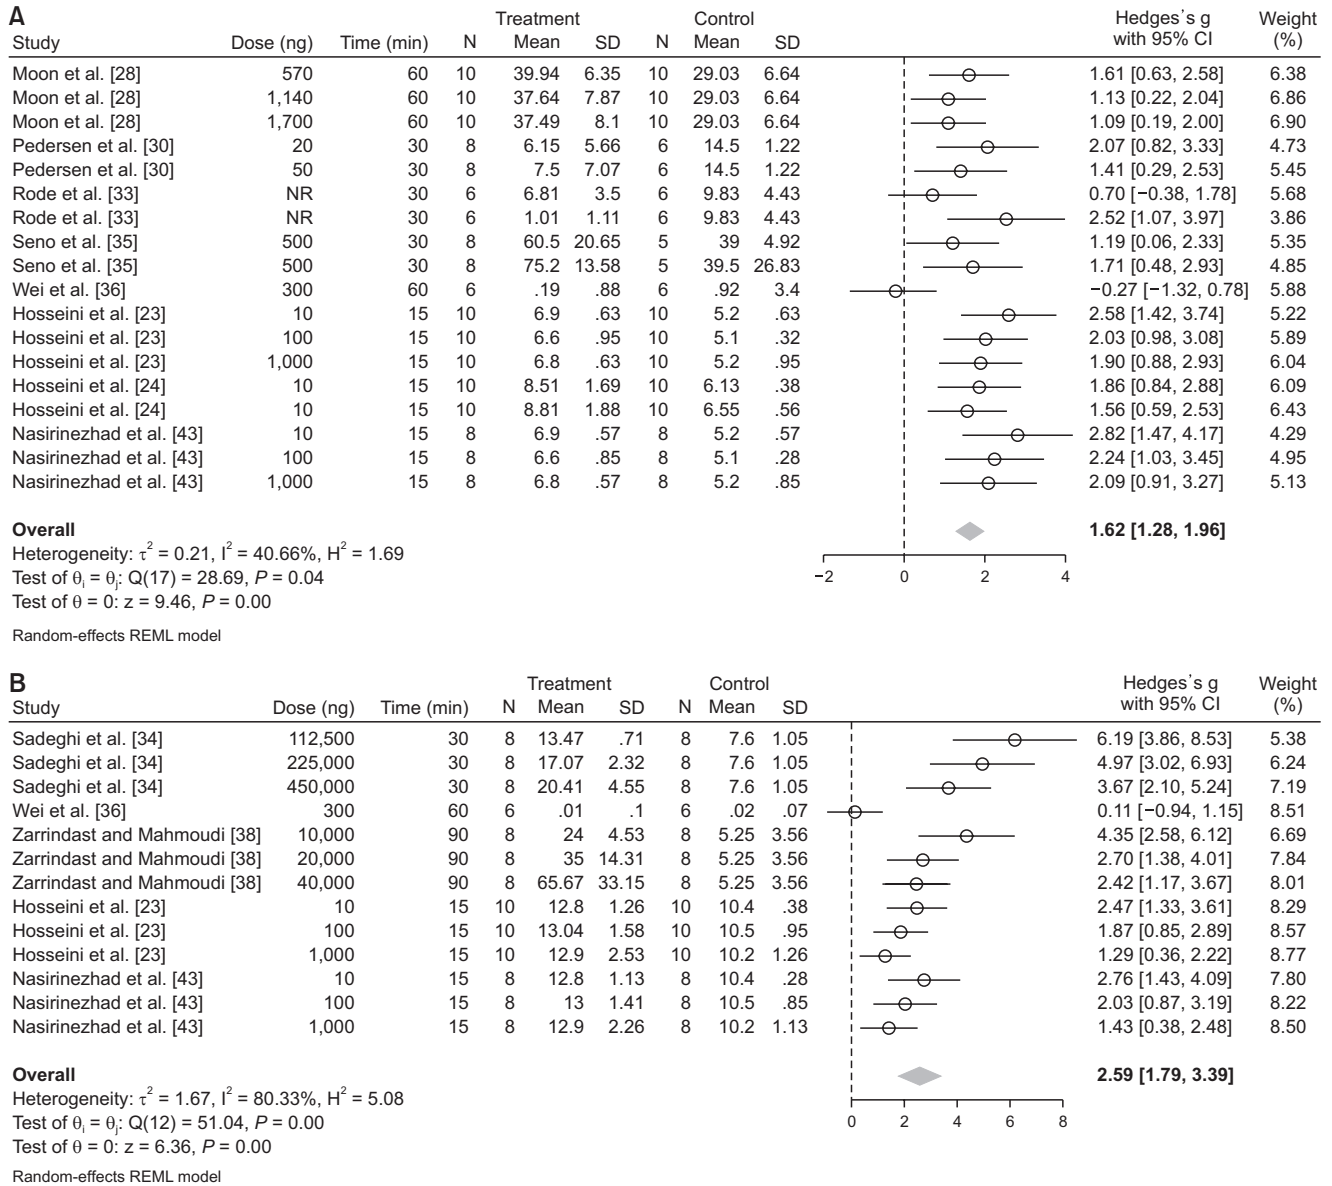 A
Treatment Control Hedges's g Weight
Study Dose (ng) Time (min) N Mean SD N Mean SD with 95% CI (%)
Moon et al. [28] 570 60 10 39.94 6.35 10 29.03 6.64 1.61 [0.63, 2.58] 6.38
Moon et al. [28] 1,140 60 10 37.64 7.87 10 29.03 6.64 1.13 [0.22, 2.04] 6.86
Moon et al. [28] 1,700 60 10 37.49 8.1 10 29.03 6.64 1.09 [0.19, 2.00] 6.90
Pedersen et al. [30] 20 30 8 6.15 5.66 6 14.5 1.22 2.07 [0.82, 3.33] 4.73
Pedersen et al. [30] 50 30 8 7.5 7.07 6 14.5 1.22 1.41 [0.29, 2.53] 5.45
Rode et al. [33] NR 30 6 6.81 3.5 6 9.83 4.43 0.70 [−0.38, 1.78] 5.68
Rode et al. [33] NR 30 6 1.01 1.11 6 9.83 4.43 2.52 [1.07, 3.97] 3.86
Seno et al. [35] 500 30 8 60.5 20.65 5 39 4.92 1.19 [0.06, 2.33] 5.35
Seno et al. [35] 500 30 8 75.2 13.58 5 39.5 26.83 1.71 [0.48, 2.93] 4.85
Wei et al. [36] 300 60 6 .19 .88 6 .92 3.4 −0.27 [−1.32, 0.78] 5.88
Hosseini et al. [23] 10 15 10 6.9 .63 10 5.2 .63 2.58 [1.42, 3.74] 5.22
Hosseini et al. [23] 100 15 10 6.6 .95 10 5.1 .32 2.03 [0.98, 3.08] 5.89
Hosseini et al. [23] 1,000 15 10 6.8 .63 10 5.2 .95 1.90 [0.88, 2.93] 6.04
Hosseini et al. [24] 10 15 10 8.51 1.69 10 6.13 .38 1.86 [0.84, 2.88] 6.09
Hosseini et al. [24] 10 15 10 8.81 1.88 10 6.55 .56 1.56 [0.59, 2.53] 6.43
Nasirinezhad et al. [43] 10 15 8 6.9 .57 8 5.2 .57 2.82 [1.47, 4.17] 4.29
Nasirinezhad et al. [43] 100 15 8 6.6 .85 8 5.1 .28 2.24 [1.03, 3.45] 4.95
Nasirinezhad et al. [43] 1,000 15 8 6.8 .57 8 5.2 .85 2.09 [0.91, 3.27] 5.13
Overall 1.62 [1.28, 1.96]
Heterogeneity: τ² = 0.21, I² = 40.66%, H² = 1.69
Test of θᵢ = θⱼ: Q(17) = 28.69, P = 0.04
Test of θ = 0: z = 9.46, P = 0.00
−2 0 2 4
Random-effects REML model
B
Treatment Control Hedges's g Weight
Study Dose (ng) Time (min) N Mean SD N Mean SD with 95% CI (%)
Sadeghi et al. [34] 112,500 30 8 13.47 .71 8 7.6 1.05 6.19 [3.86, 8.53] 5.38
Sadeghi et al. [34] 225,000 30 8 17.07 2.32 8 7.6 1.05 4.97 [3.02, 6.93] 6.24
Sadeghi et al. [34] 450,000 30 8 20.41 4.55 8 7.6 1.05 3.67 [2.10, 5.24] 7.19
Wei et al. [36] 300 60 6 .01 .1 6 .02 .07 0.11 [−0.94, 1.15] 8.51
Zarrindast and Mahmoudi [38] 10,000 90 8 24 4.53 8 5.25 3.56 4.35 [2.58, 6.12] 6.69
Zarrindast and Mahmoudi [38] 20,000 90 8 35 14.31 8 5.25 3.56 2.70 [1.38, 4.01] 7.84
Zarrindast and Mahmoudi [38] 40,000 90 8 65.67 33.15 8 5.25 3.56 2.42 [1.17, 3.67] 8.01
Hosseini et al. [23] 10 15 10 12.8 1.26 10 10.4 .38 2.47 [1.33, 3.61] 8.29
Hosseini et al. [23] 100 15 10 13.04 1.58 10 10.5 .95 1.87 [0.85, 2.89] 8.57
Hosseini et al. [23] 1,000 15 10 12.9 2.53 10 10.2 1.26 1.29 [0.36, 2.22] 8.77
Nasirinezhad et al. [43] 10 15 8 12.8 1.13 8 10.4 .28 2.76 [1.43, 4.09] 7.80
Nasirinezhad et al. [43] 100 15 8 13 1.41 8 10.5 .85 2.03 [0.87, 3.19] 8.22
Nasirinezhad et al. [43] 1,000 15 8 12.9 2.26 8 10.2 1.13 1.43 [0.38, 2.48] 8.50
Overall 2.59 [1.79, 3.39]
Heterogeneity: τ² = 1.67, I² = 80.33%, H² = 5.08
Test of θᵢ = θⱼ: Q(12) = 51.04, P = 0.00
0 2 4 6 8
Test of θ = 0: z = 6.36, P = 0.00
Random-effects REML model